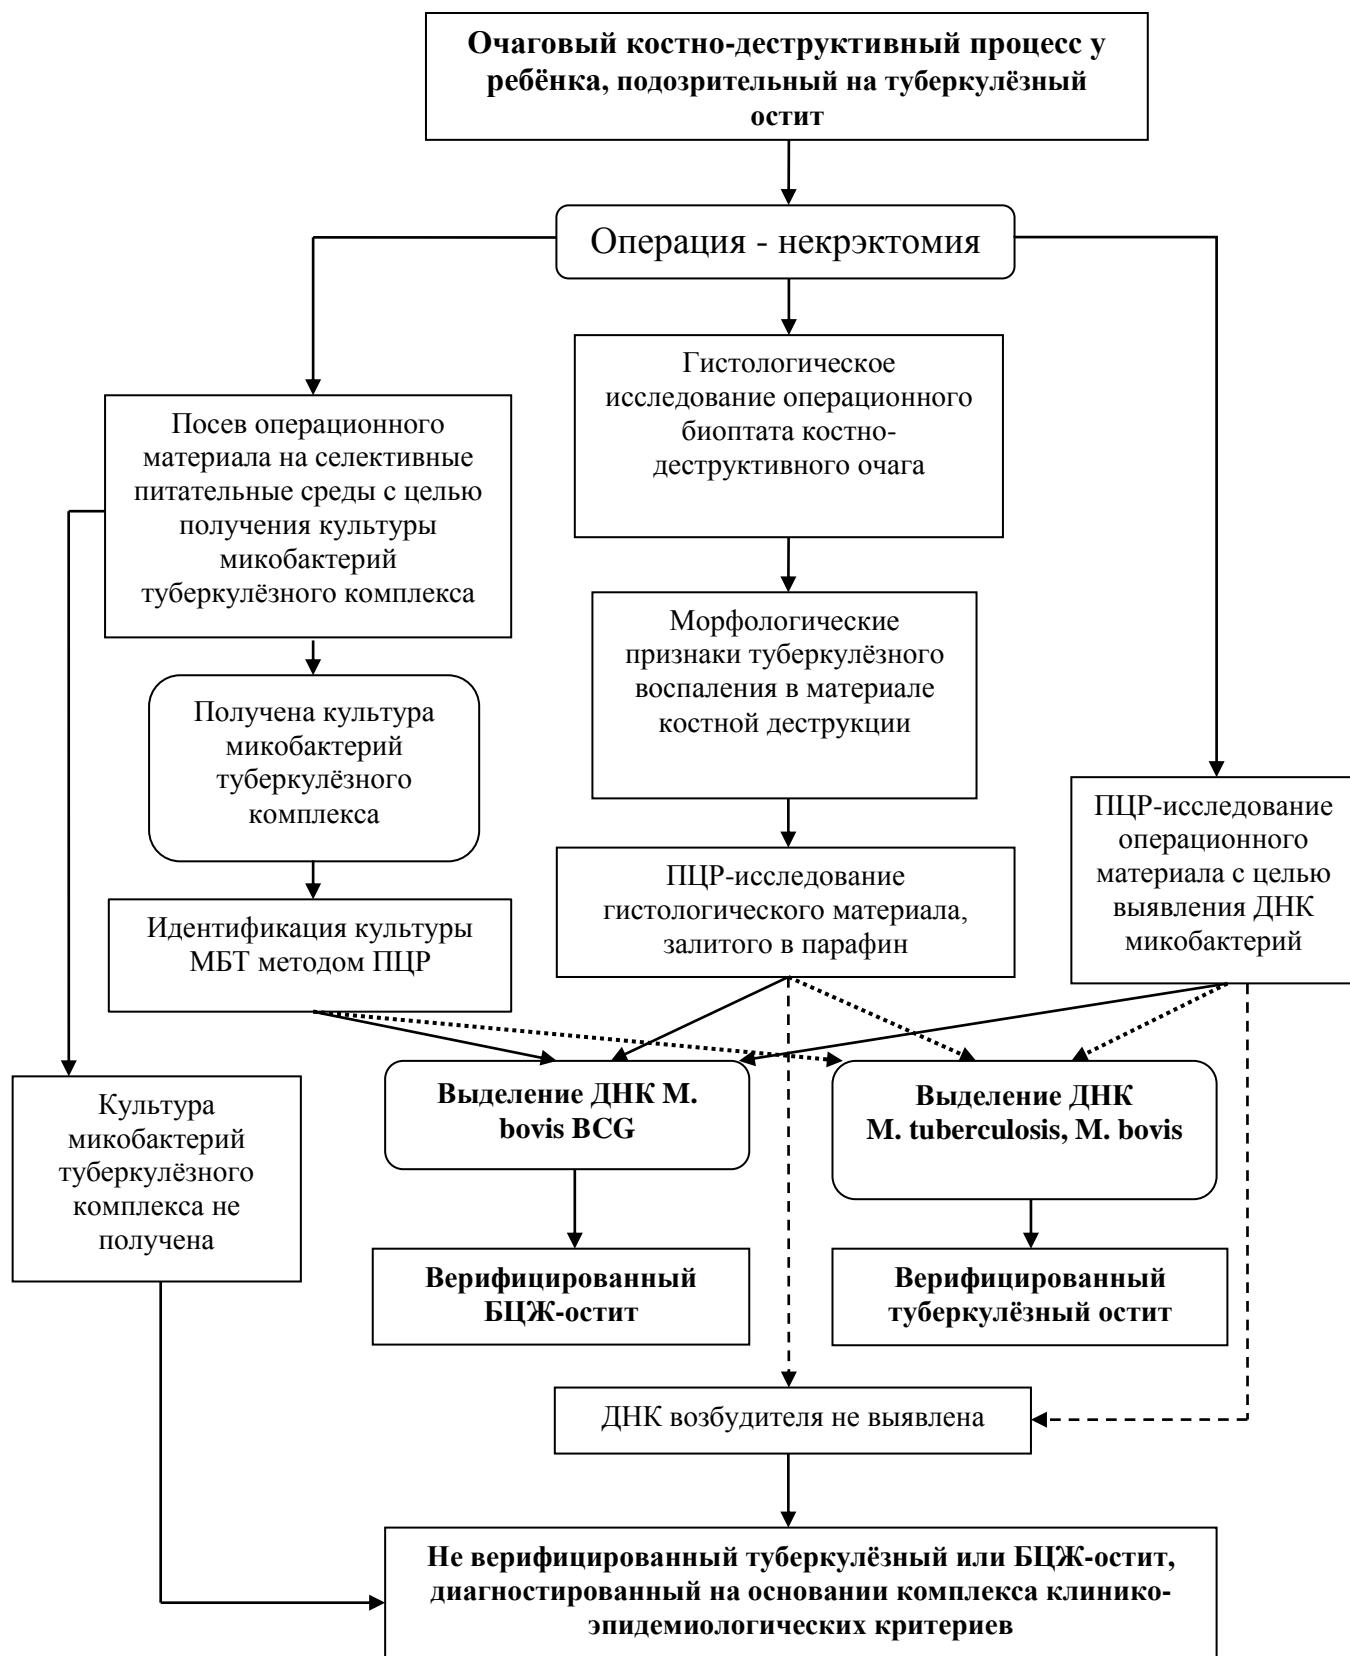 Очаговый костно-деструктивный процесс у
ребёнка, подозрительный на туберкулёзный
остит
Операция - некрэктомия
Гистологическое
исследование операционного
биоптата костно-
деструктивного очага
Посев операционного
материала на селективные
питательные среды с целью
получения культуры
микобактерий
туберкулёзного комплекса
Морфологические
признаки туберкулёзного
воспаления в материале
костной деструкции
Получена культура
микобактерий
туберкулёзного
комплекса
ПЦР-исследование
операционного
материала с целью
выявления ДНК
микобактерий
ПЦР-исследование
гистологического материала,
залитого в парафин
Идентификация культуры
МБТ методом ПЦР
Выделение ДНК M.
bovis BCG
Выделение ДНК
M. tuberculosis, M. bovis
Культура
микобактерий
туберкулёзного
комплекса не
получена
Верифицированный
БЦЖ-остит
Верифицированный
туберкулёзный остит
ДНК возбудителя не выявлена
Не верифицированный туберкулёзный или БЦЖ-остит,
диагностированный на основании комплекса клинико-
эпидемиологических критериев